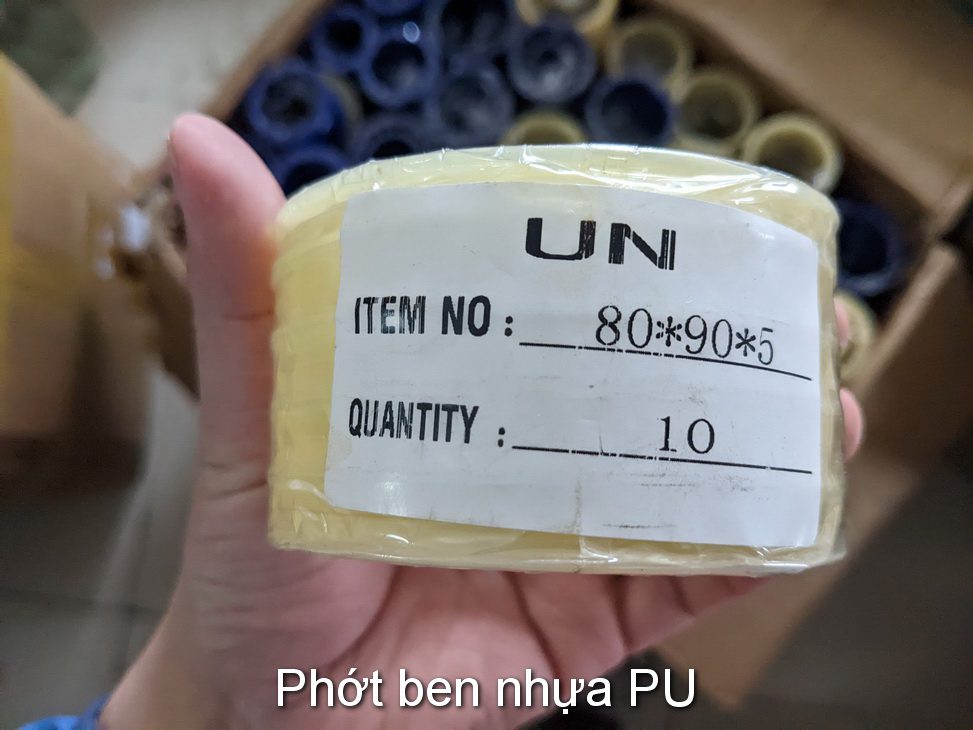 UN
ITEM NO : 80*90*5
QUANTITY : 10
Phớt ben nhựa PU